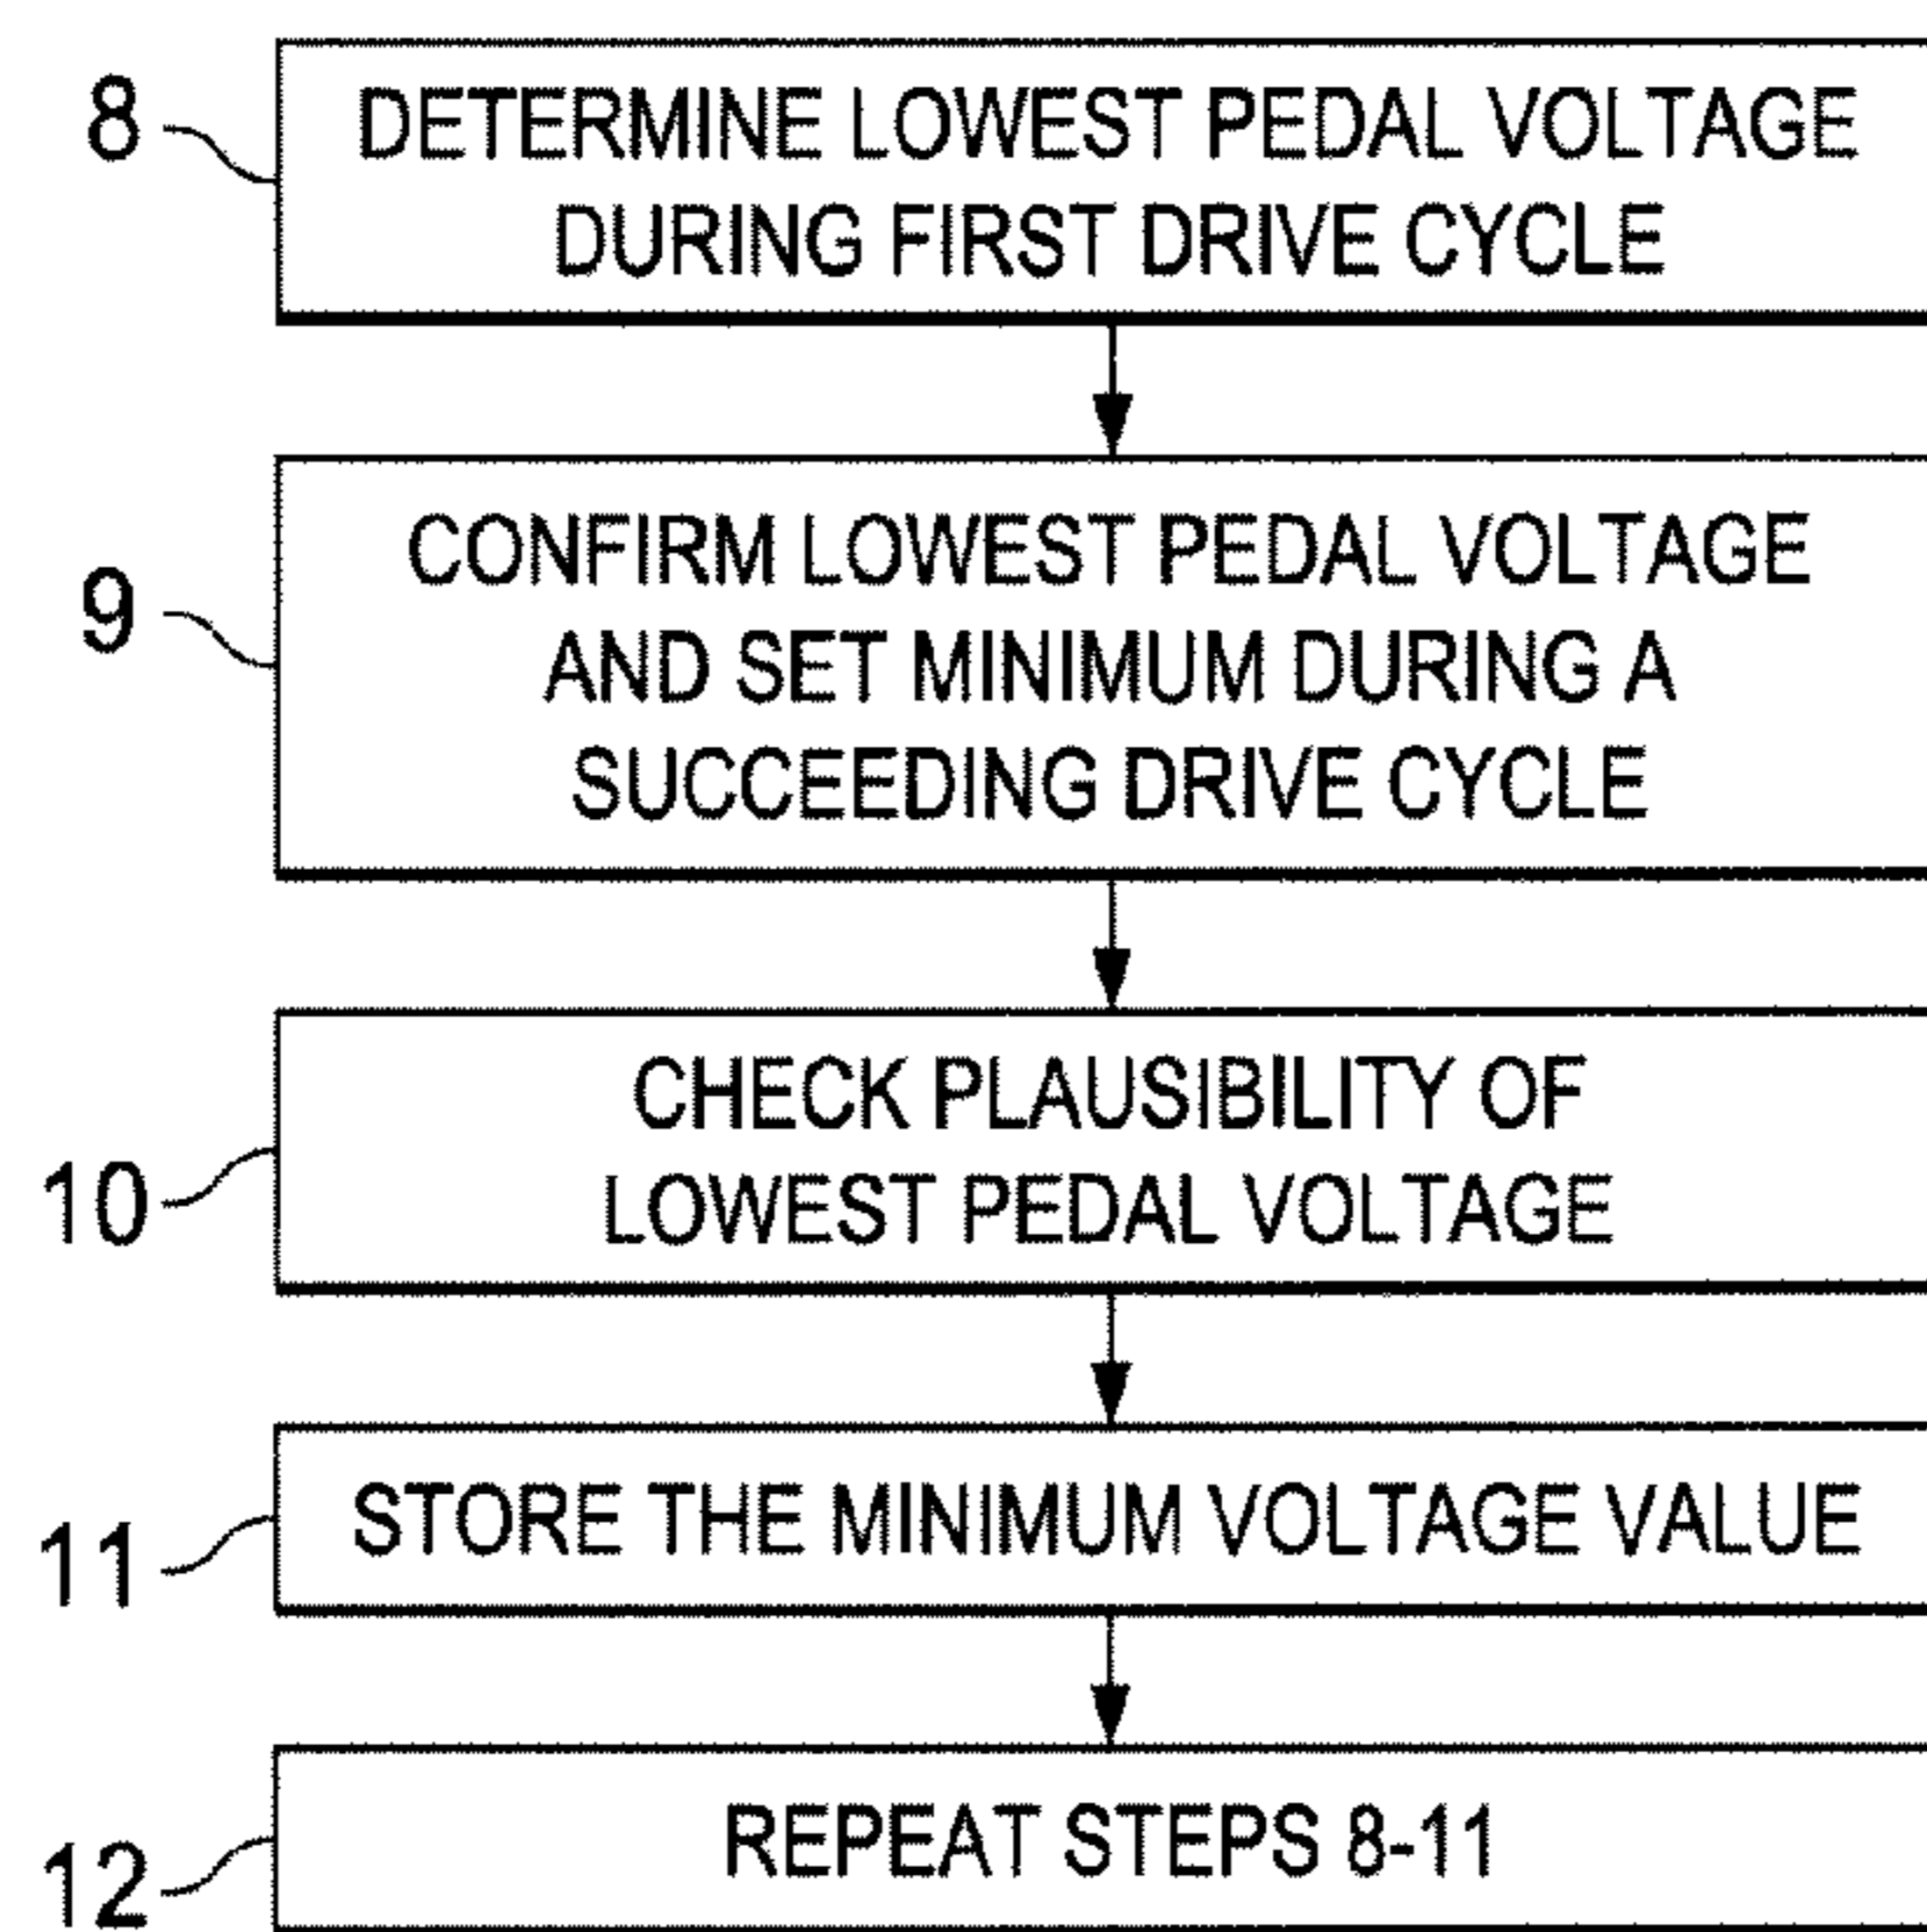 8
DETERMINE LOWEST PEDAL VOLTAGE
DURING FIRST DRIVE CYCLE
9
CONFIRM LOWEST PEDAL VOLTAGE
AND SET MINIMUM DURING A
SUCCEEDING DRIVE CYCLE
10
CHECK PLAUSIBILITY OF
LOWEST PEDAL VOLTAGE
11
STORE THE MINIMUM VOLTAGE VALUE
12
REPEAT STEPS 8-11